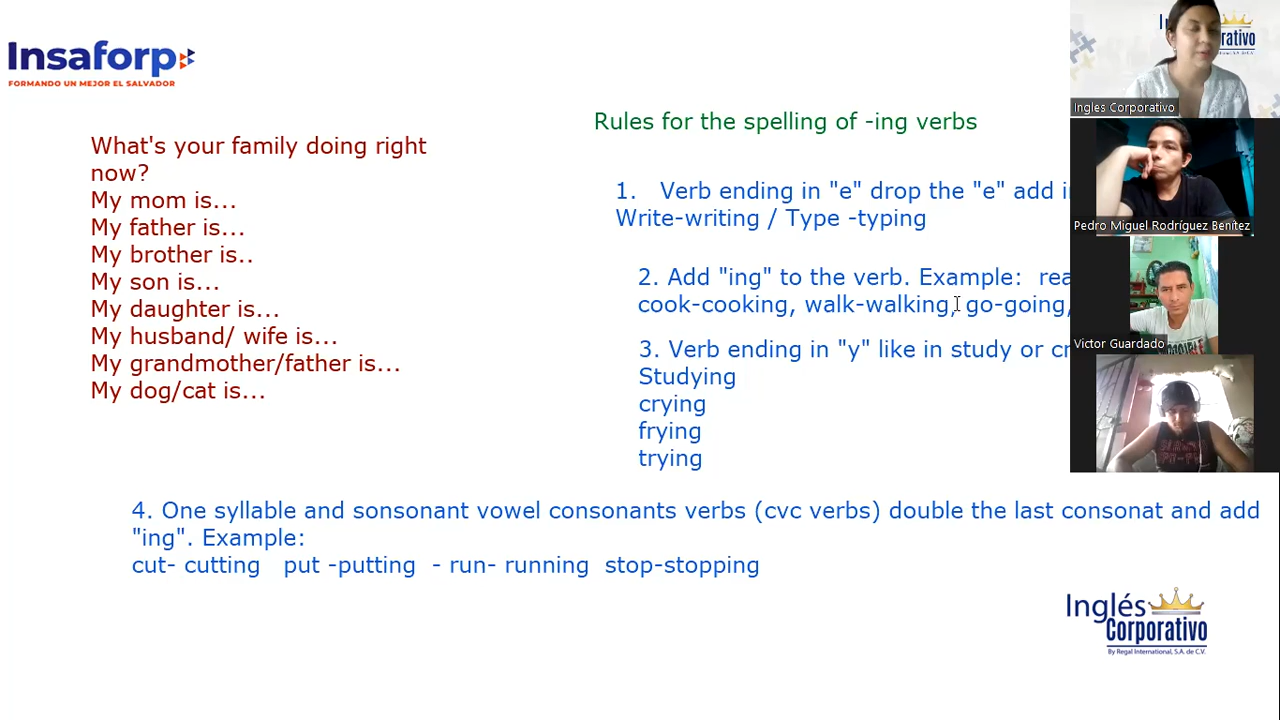 Insaforp
FORMANDO UN MEJOR EL SALVADOR
What's your family doing right
now?
My mom is...
My father is...
My brother is..
My son is...
My daughter is...
My husband/ wife is...
My grandmother/father is...
My dog/cat is...
Rules for the spelling of -ing verbs
1. Verb ending in "e" drop the "e" add
Write-writing / Type -typing
2. Add "ing" to the verb. Example:
cook-cooking, walk-walking, go-going,
3. Verb ending in "y" like in study or
Studying
crying
frying
trying
4. One syllable and sonsonant vowel consonants verbs (cvc verbs) double the last consonat and add
"ing". Example:
cut- cutting put -putting - run- running stop-stopping
Ingles Corporativo
Pedro Miguel Rodríguez Benítez
Victor Guardado
Inglés
Corporativo
By Regal International, S.A. de C.V.